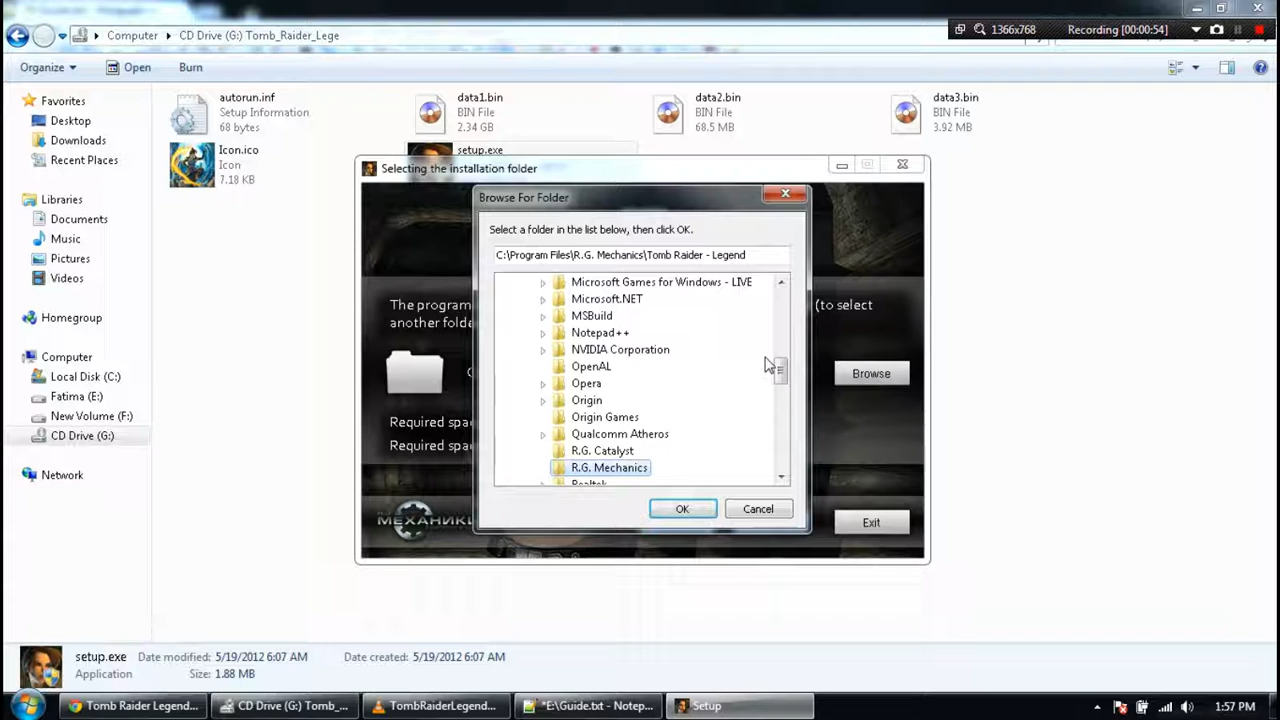 Computer ▸ CD Drive (G:) Tomb_Raider_Lege
1366x768
Recording [00:00:54]
Organize
Open
Burn
Favorites
Desktop
Downloads
Recent Places
Libraries
Documents
Music
Pictures
Videos
Homegroup
Computer
Local Disk (C:)
Fatima (E:)
New Volume (F:)
CD Drive (G:)
Network
autorun.inf
Setup Information
68 bytes
data1.bin
BIN File
2.34 GB
data2.bin
BIN File
68.5 MB
data3.bin
BIN File
3.92 MB
Icon.ico
Icon
7.18 KB
setup.exe
Selecting the installation folder
The program
(to select
another folde
Required spa
Required spa
МЕХАНИК
Browse
Exit
Browse For Folder
Select a folder in the list below, then click OK.
C:\Program Files\R.G. Mechanics\Tomb Raider - Legend
Microsoft Games for Windows - LIVE
Microsoft.NET
MSBuild
Notepad++
NVIDIA Corporation
OpenAL
Opera
Origin
Origin Games
Qualcomm Atheros
R.G. Catalyst
R.G. Mechanics
Realtek
OK
Cancel
setup.exe
Date modified: 5/19/2012 6:07 AM
Date created: 5/19/2012 6:07 AM
Application
Size: 1.88 MB
Tomb Raider Legend...
CD Drive (G:) Tomb_...
TombRaiderLegend...
*E:\Guide.txt - Notep...
Setup
1:57 PM